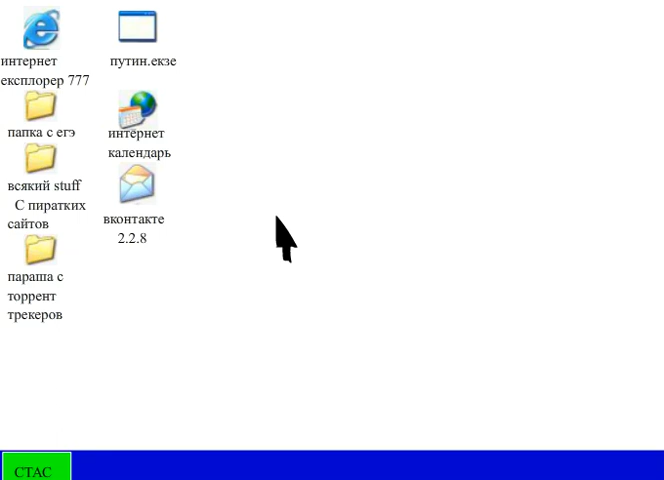 интернет
експлорер 777
папка с егэ
всякий stuff
С пиратких
сайтов
параша с
торрент
трекеров
путин.екзе
интернет
календарь
вконтакте
2.2.8
СТАС